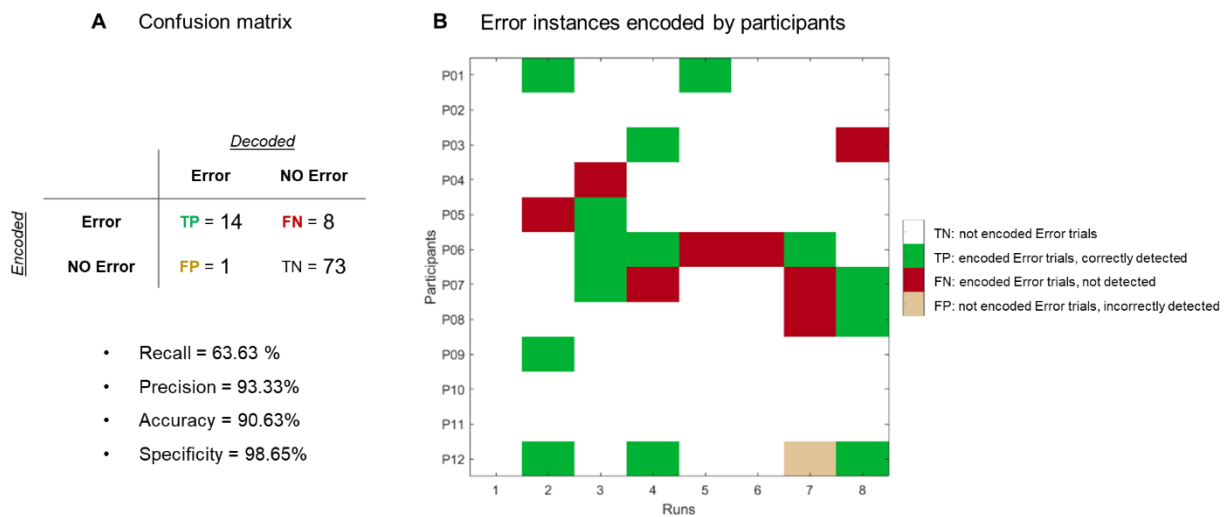 A Confusion matrix
Decoded
Error NO Error
Encoded
Error TP = 14 FN = 8
NO Error FP = 1 TN = 73
• Recall = 63.63 %
• Precision = 93.33%
• Accuracy = 90.63%
• Specificity = 98.65%
B Error instances encoded by participants
Participants
P01
P02
P03
P04
P05
P06
P07
P08
P09
P10
P11
P12
1 2 3 4 5 6 7 8
Runs
TN: not encoded Error trials
TP: encoded Error trials, correctly detected
FN: encoded Error trials, not detected
FP: not encoded Error trials, incorrectly detected